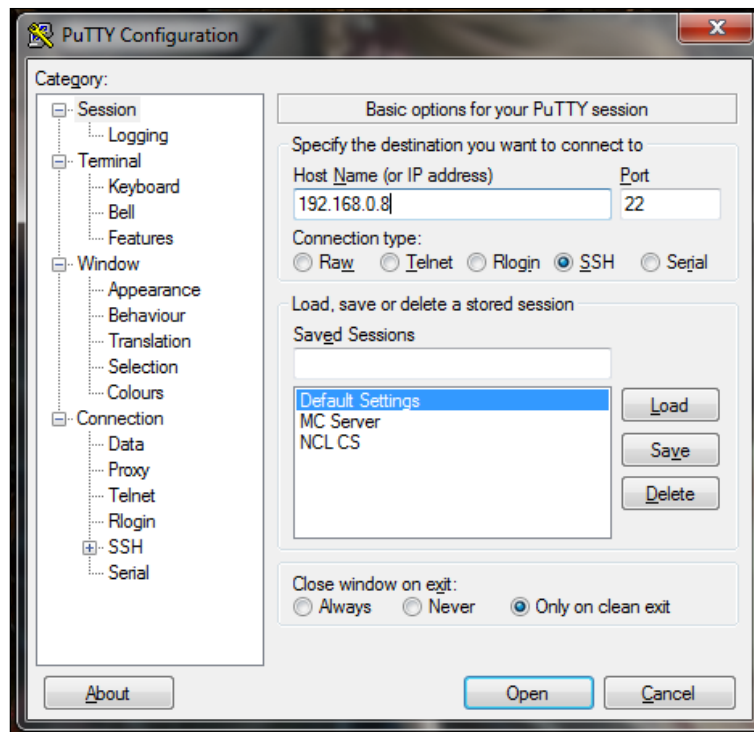 PuTTY Configuration
X
Category:
Session
Logging
Terminal
Keyboard
Bell
Features
Window
Appearance
Behaviour
Translation
Selection
Colours
Connection
Data
Proxy
Telnet
Rlogin
SSH
Serial
Basic options for your PuTTY session
Specify the destination you want to connect to
Host Name (or IP address) Port
192.168.0.8 22
Connection type:
Raw Telnet Rlogin SSH Serial
Load, save or delete a stored session
Saved Sessions
Default Settings
MC Server
NCL CS
Load
Save
Delete
Close window on exit:
Always Never Only on clean exit
About Open Cancel